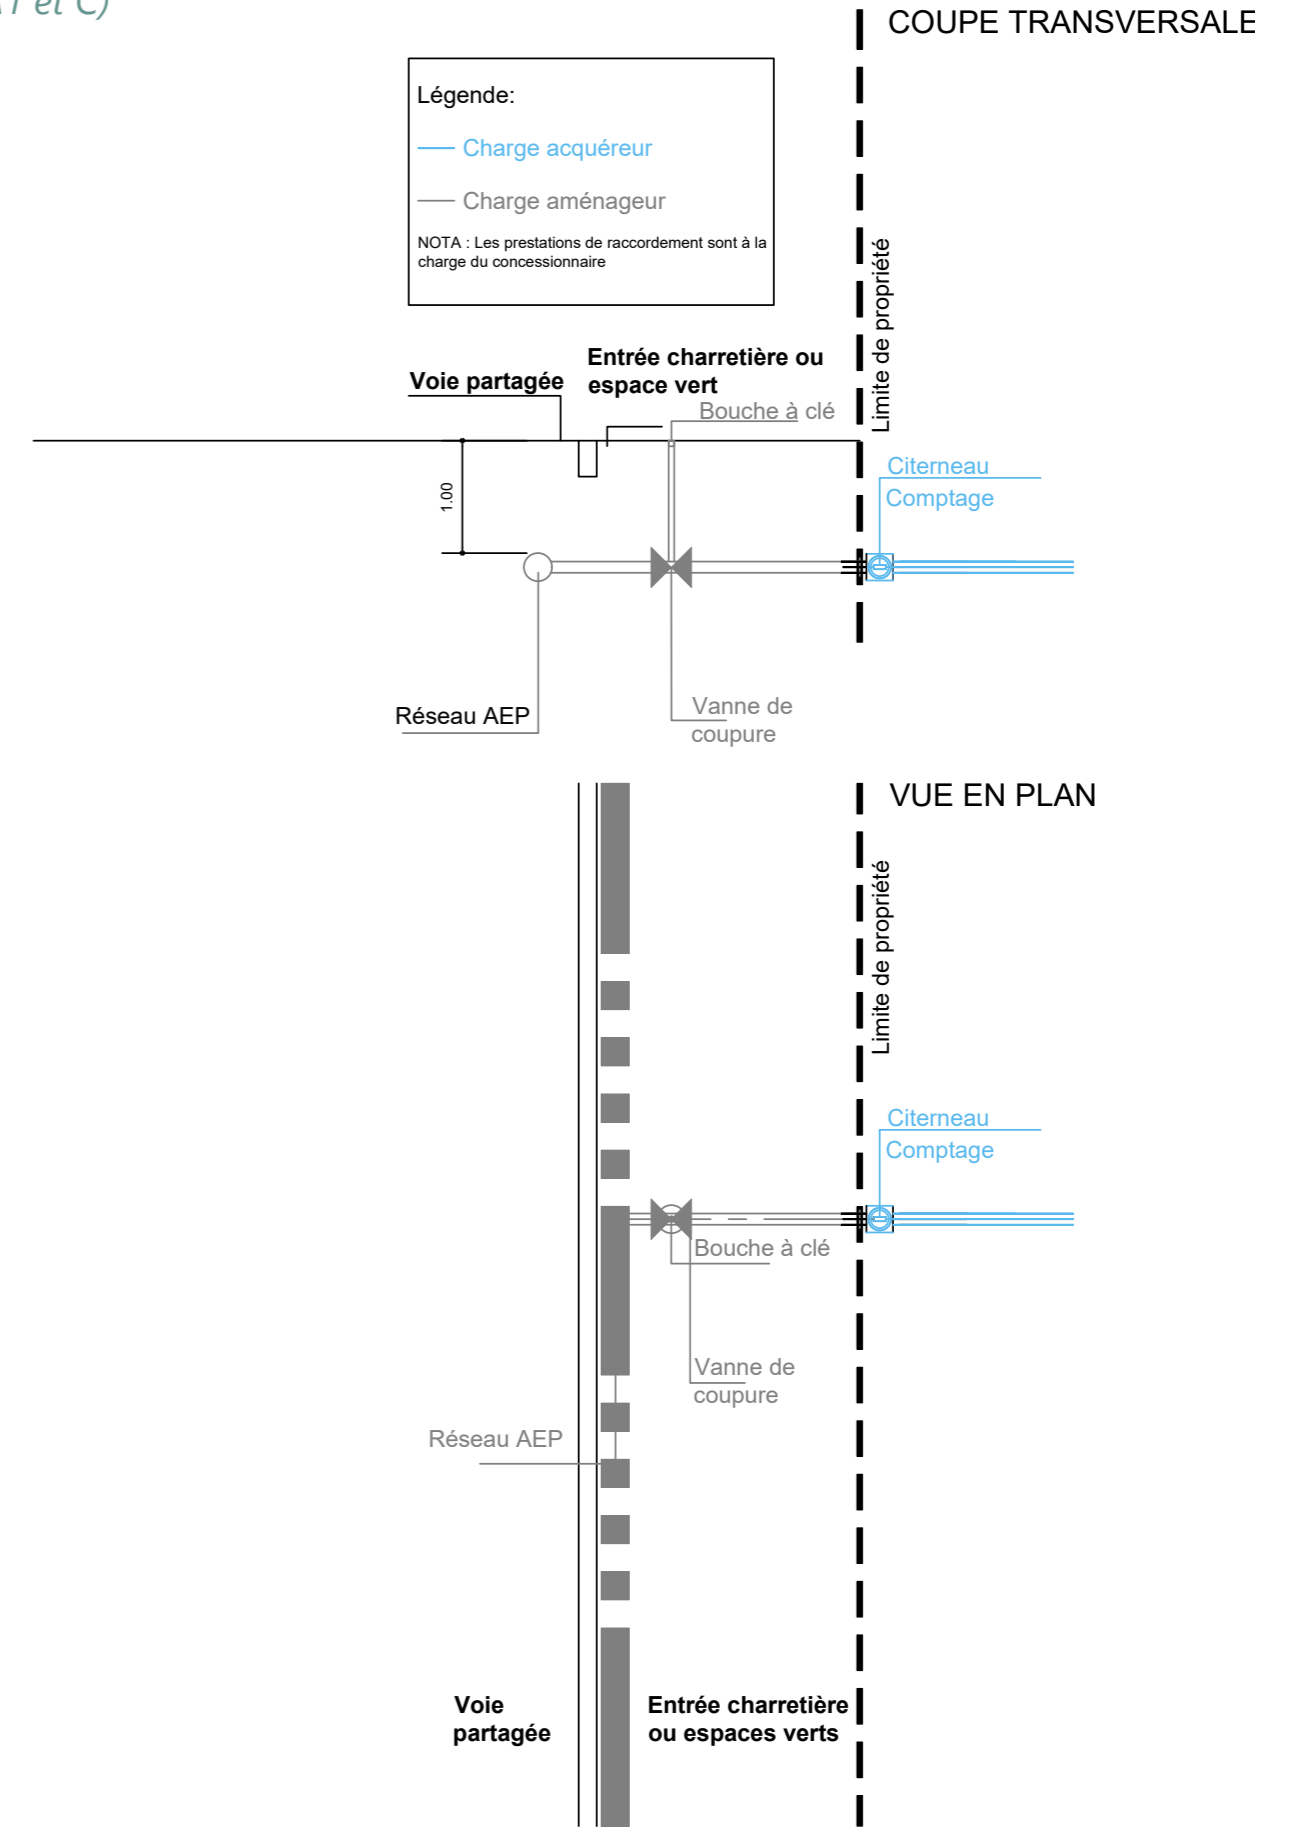 A1 et C)
COUPE TRANSVERSALE
Légende:
Charge acquéreur
Charge aménageur
NOTA : Les prestations de raccordement sont à la
charge du concessionnaire
Limite de propriété
Voie partagée
Entrée charretière ou
espace vert
Bouche à clé
Citerneau
Comptage
1.00
Réseau AEP
Vanne de
coupure
VUE EN PLAN
Limite de propriété
Citerneau
Comptage
Bouche à clé
Vanne de
coupure
Réseau AEP
Voie
partagée
Entrée charretière
ou espaces verts